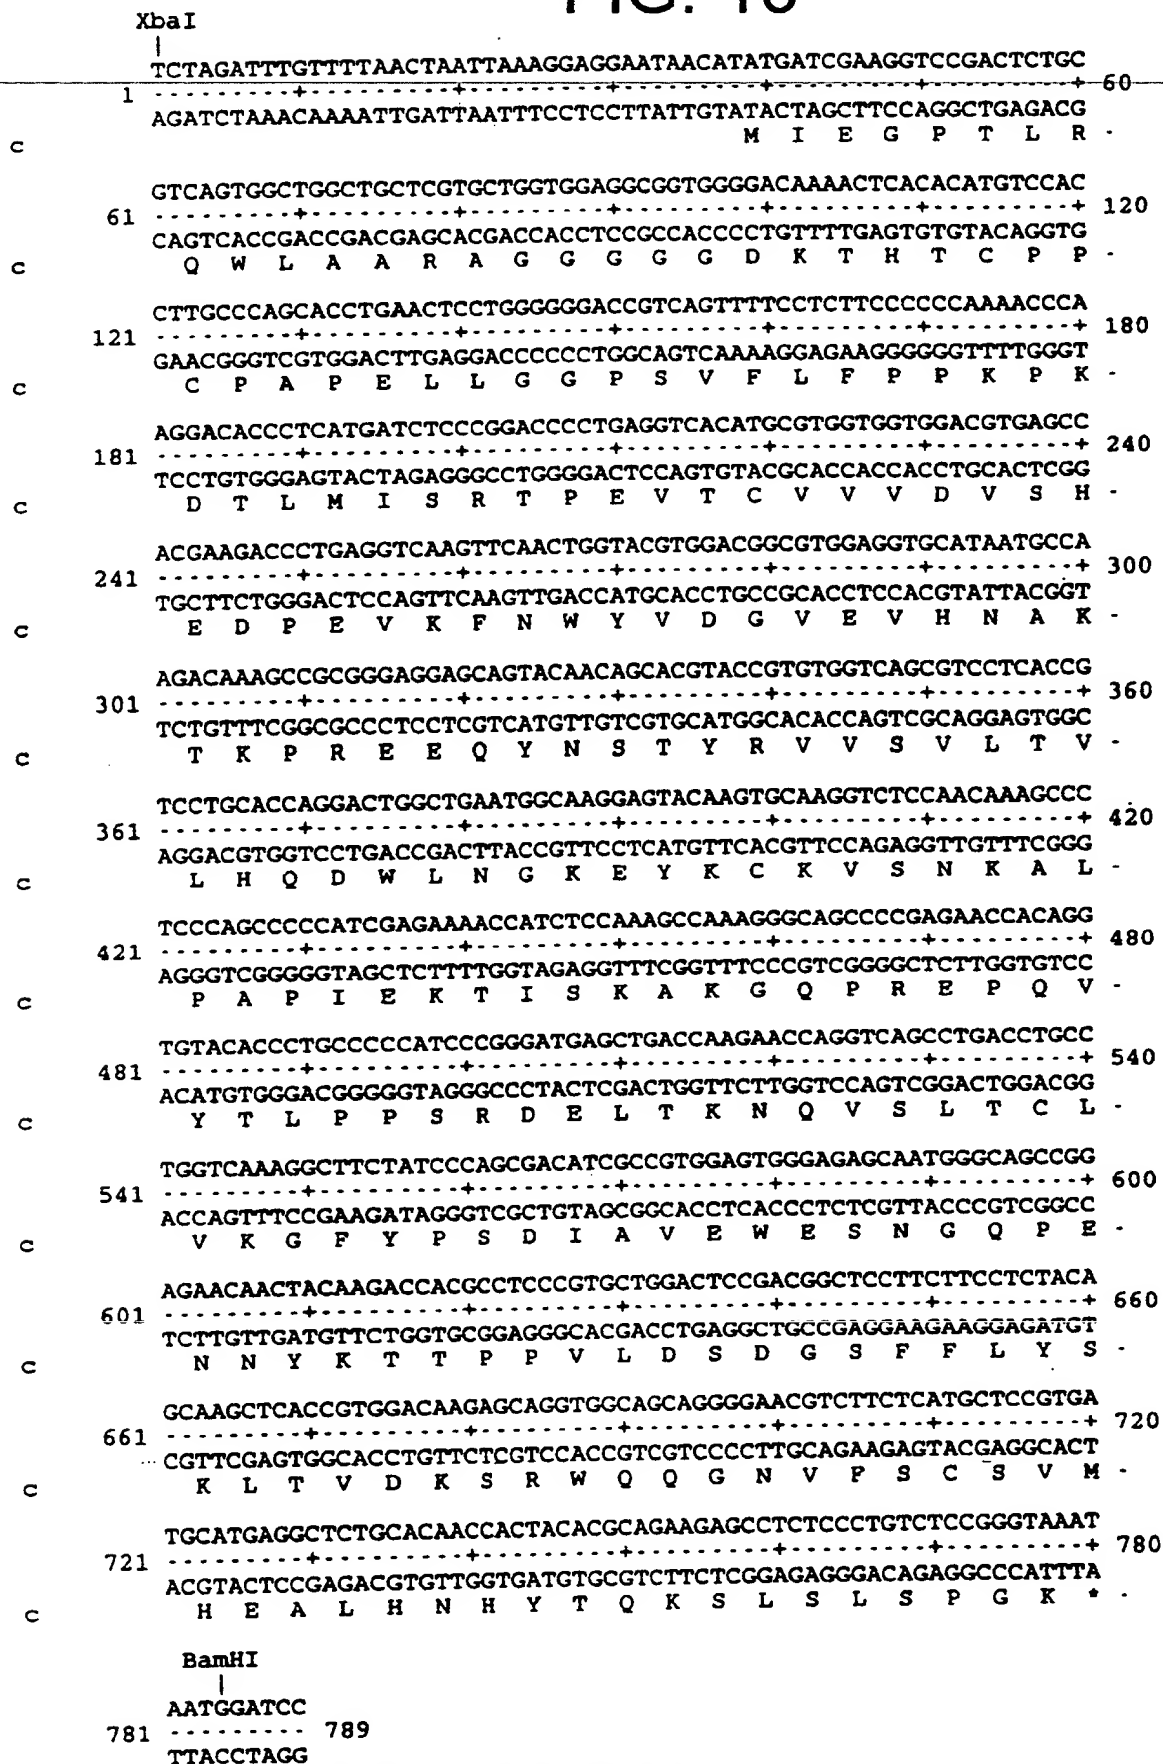 FIG. 16
XbaI
|
TCTAGATTTGTTTTAACTAATTAAAGGAGGAATAACATATGATCGAAGGTCCGACTCTGC
1 ---------+---------+---------+---------+---------+---------+ 60
AGATCTAAACAAAATTGATTAATTTCCTCCTTATTGTATACTAGCTTCCAGGCTGAGACG
c M I E G P T L R -
GTCAGTGGCTGGCTGCTCGTGCTGGTGGAGGCGGTGGGGACAAAACTCACACATGTCCAC
61 ---------+---------+---------+---------+---------+---------+ 120
CAGTCACCGACCGACGAGCACGACCACCTCCGCCACCCCTGTTTTGAGTGTGTACAGGTG
c Q W L A A R A G G G G G D K T H T C P P -
CTTGCCCAGCACCTGAACTCCTGGGGGGACCGTCAGTTTTCCTCTTCCCCCCAAAACCCA
121 ---------+---------+---------+---------+---------+---------+ 180
GAACGGGTCGTGGACTTGAGGACCCCCCTGGCAGTCAAAAGGAGAAGGGGGGTTTTGGGT
c C P A P E L L G G P S V F L F P P K P K -
AGGACACCCTCATGATCTCCCGGACCCCTGAGGTCACATGCGTGGTGGTGGACGTGAGCC
181 ---------+---------+---------+---------+---------+---------+ 240
TCCTGTGGGAGTACTAGAGGGCCTGGGGACTCCAGTGTACGCACCACCACCTGCACTCGG
c D T L M I S R T P E V T C V V V D V S H -
ACGAAGACCCTGAGGTCAAGTTCAACTGGTACGTGGACGGCGTGGAGGTGCATAATGCCA
241 ---------+---------+---------+---------+---------+---------+ 300
TGCTTCTGGGACTCCAGTTCAAGTTGACCATGCACCTGCCGCACCTCCACGTATTACGGT
c E D P E V K F N W Y V D G V E V H N A K -
AGACAAAGCCGCGGGAGGAGCAGTACAACAGCACGTACCGTGTGGTCAGCGTCCTCACCG
301 ---------+---------+---------+---------+---------+---------+ 360
TCTGTTTCGGCGCCCTCCTCGTCATGTTGTCGTGCATGGCACACCAGTCGCAGGAGTGGC
c T K P R E E Q Y N S T Y R V V S V L T V -
TCCTGCACCAGGACTGGCTGAATGGCAAGGAGTACAAGTGCAAGGTCTCCAACAAAGCCC
361 ---------+---------+---------+---------+---------+---------+ 420
AGGACGTGGTCCTGACCGACTTACCGTTCCTCATGTTCACGTTCCAGAGGTTGTTTCGGG
c L H Q D W L N G K E Y K C K V S N K A L -
TCCCAGCCCCCATCGAGAAAACCATCTCCAAAGCCAAAGGGCAGCCCCGAGAACCACAGG
421 ---------+---------+---------+---------+---------+---------+ 480
AGGGTCGGGGGTAGCTCTTTTGGTAGAGGTTTCGGTTTCCCGTCGGGGCTCTTGGTGTCC
c P A P I E K T I S K A K G Q P R E P Q V -
TGTACACCCTGCCCCCATCCCGGGATGAGCTGACCAAGAACCAGGTCAGCCTGACCTGCC
481 ---------+---------+---------+---------+---------+---------+ 540
ACATGTGGGACGGGGGTAGGGCCCTACTCGACTGGTTCTTGGTCCAGTCGGACTGGACGG
c Y T L P P S R D E L T K N Q V S L T C L -
TGGTCAAAGGCTTCTATCCCAGCGACATCGCCGTGGAGTGGGAGAGCAATGGGCAGCCGG
541 ---------+---------+---------+---------+---------+---------+ 600
ACCAGTTTCCGAAGATAGGGTCGCTGTAGCGGCACCTCACCCTCTCGTTACCCGTCGGCC
c V K G F Y P S D I A V E W E S N G Q P E -
AGAACAACTACAAGACCACGCCTCCCGTGCTGGACTCCGACGGCTCCTTCTTCCTCTACA
601 ---------+---------+---------+---------+---------+---------+ 660
TCTTGTTGATGTTCTGGTGCGGAGGGCACGACCTGAGGCTGCCGAGGAAGAAGGAGATGT
c N N Y K T T P P V L D S D G S F F L Y S -
GCAAGCTCACCGTGGACAAGAGCAGGTGGCAGCAGGGGAACGTCTTCTCATGCTCCGTGA
661 ---------+---------+---------+---------+---------+---------+ 720
CGTTCGAGTGGCACCTGTTCTCGTCCACCGTCGTCCCCTTGCAGAAGAGTACGAGGCACT
c K L T V D K S R W Q Q G N V F S C S V M -
TGCATGAGGCTCTGCACAACCACTACACGCAGAAGAGCCTCTCCCTGTCTCCGGGTAAAT
721 ---------+---------+---------+---------+---------+---------+ 780
ACGTACTCCGAGACGTGTTGGTGATGTGCGTCTTCTCGGAGAGGGACAGAGGCCCATTTA
c H E A L H N H Y T Q K S L S L S P G K * -
BamHI
|
AATGGATCC
781 --------- 789
TTACCTAGG